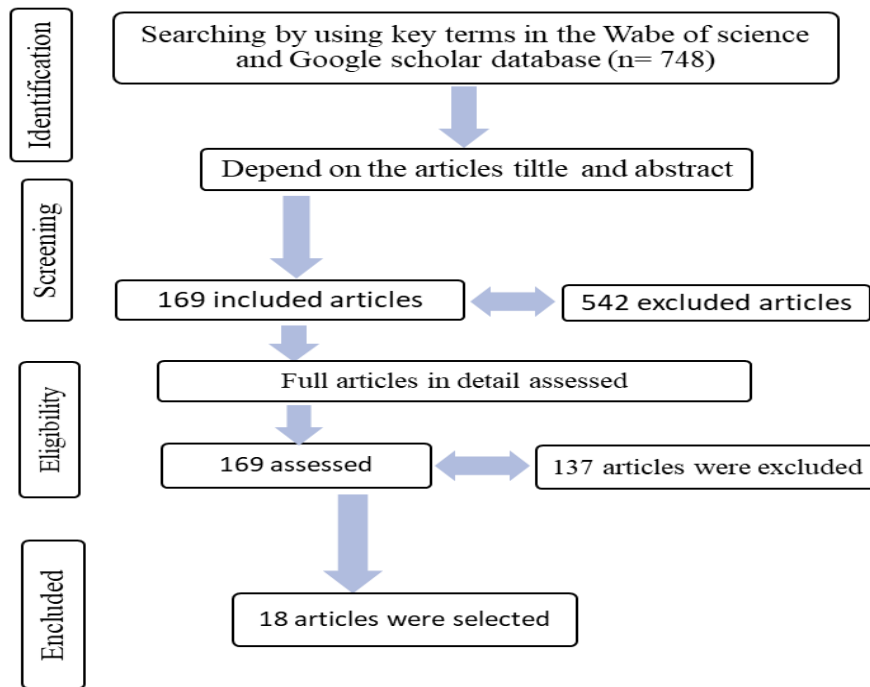 Identification
Searching by using key terms in the Wabe of science
and Google scholar database (n= 748)
Depend on the articles tiltle and abstract
Screening
169 included articles
542 excluded articles
Eligibility
Full articles in detail assessed
169 assessed
137 articles were excluded
Encluded
18 articles were selected